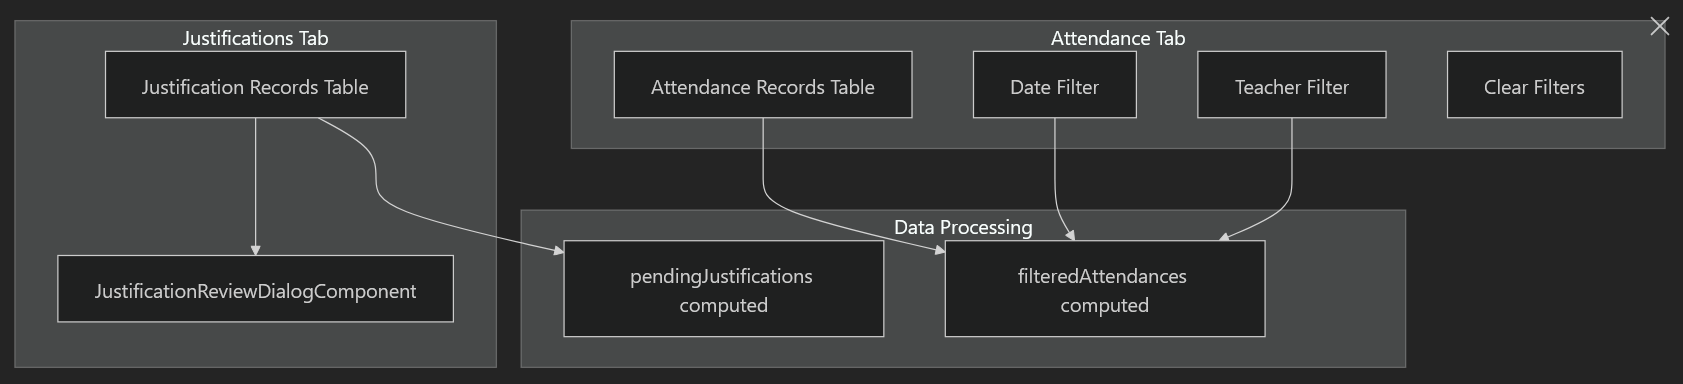 Justifications Tab
Justification Records Table
JustificationReviewDialogComponent
Attendance Tab
Attendance Records Table
Date Filter
Teacher Filter
Clear Filters
Data Processing
pendingJustifications
computed
filteredAttendances
computed